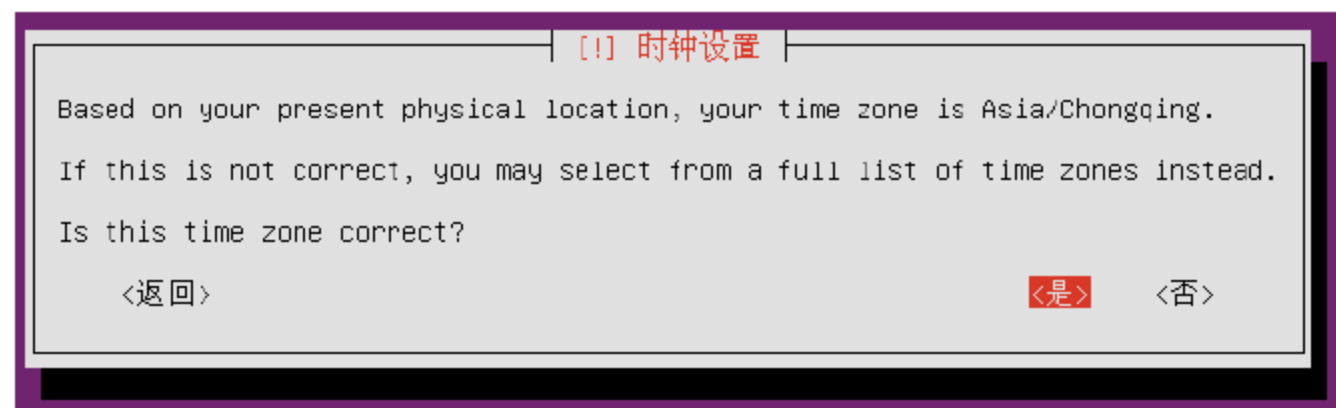 [!] 时钟设置
Based on your present physical location, your time zone is Asia/Chongqing.
If this is not correct, you may select from a full list of time zones instead.
Is this time zone correct?
<返回> <是> <否>